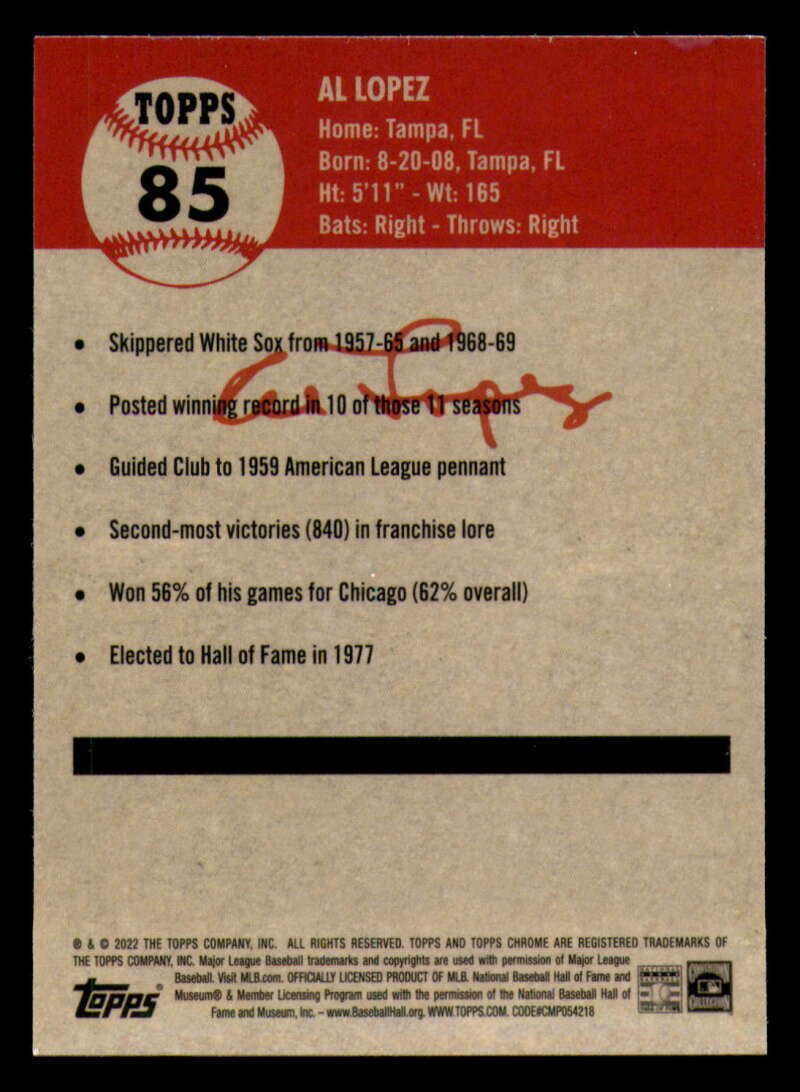 TOPPS
85
AL LOPEZ
Home: Tampa, FL
Born: 8-20-08, Tampa, FL
Ht: 5'11" - Wt: 165
Bats: Right - Throws: Right
• Skippered White Sox from 1957-65 and 1968-69
Al Lopez
• Posted winning record in 10 of those 11 seasons
• Guided Club to 1959 American League pennant
• Second-most victories (840) in franchise lore
• Won 56% of his games for Chicago (62% overall)
• Elected to Hall of Fame in 1977
® & © 2022 THE TOPPS COMPANY, INC. ALL RIGHTS RESERVED. TOPPS AND TOPPS CHROME ARE REGISTERED TRADEMARKS OF
THE TOPPS COMPANY, INC. Major League Baseball trademarks and copyrights are used with permission of Major League
Baseball. Visit MLB.com. OFFICIALLY LICENSED PRODUCT OF MLB. National Baseball Hall of Fame and
Museum® & Member Licensing Program used with the permission of the National Baseball Hall of
Fame and Museum, Inc. – www.BaseballHall.org. WWW.TOPPS.COM. CODE#CMP054218
Topps®